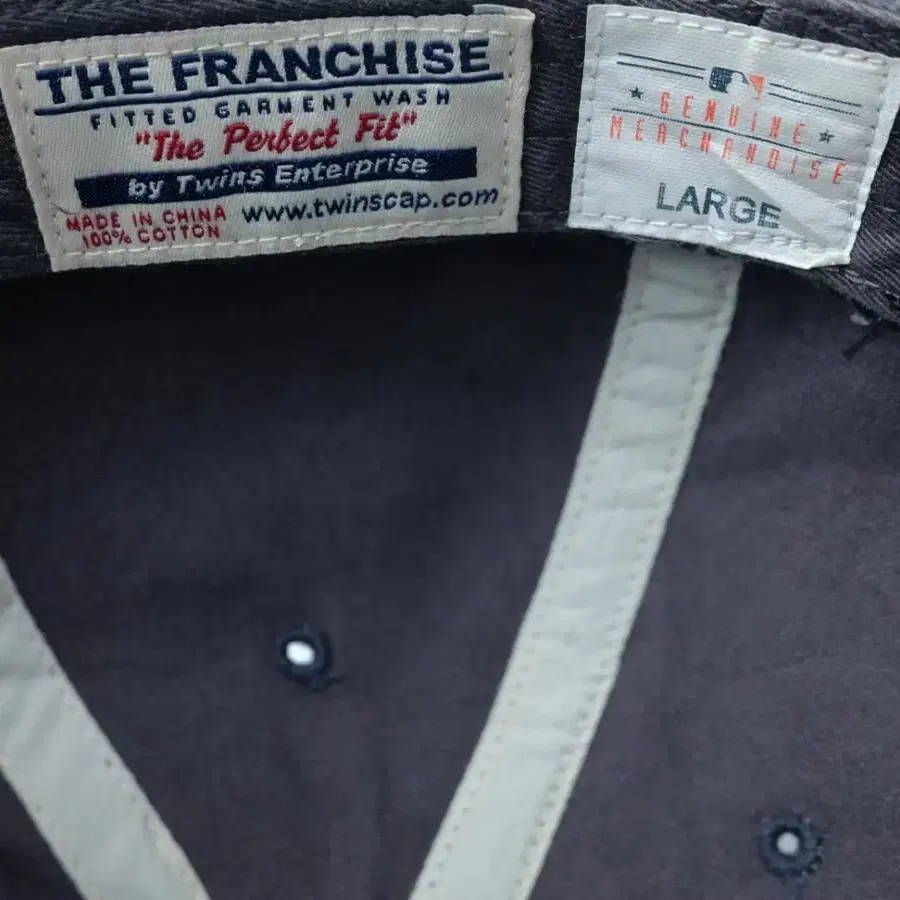 THE FRANCHISE
FITTED GARMENT WASH
"The Perfect Fit"
by Twins Enterprise
MADE IN CHINA
100% COTTON
www.twinscap.com
GENUINE
MERCHANDISE
LARGE